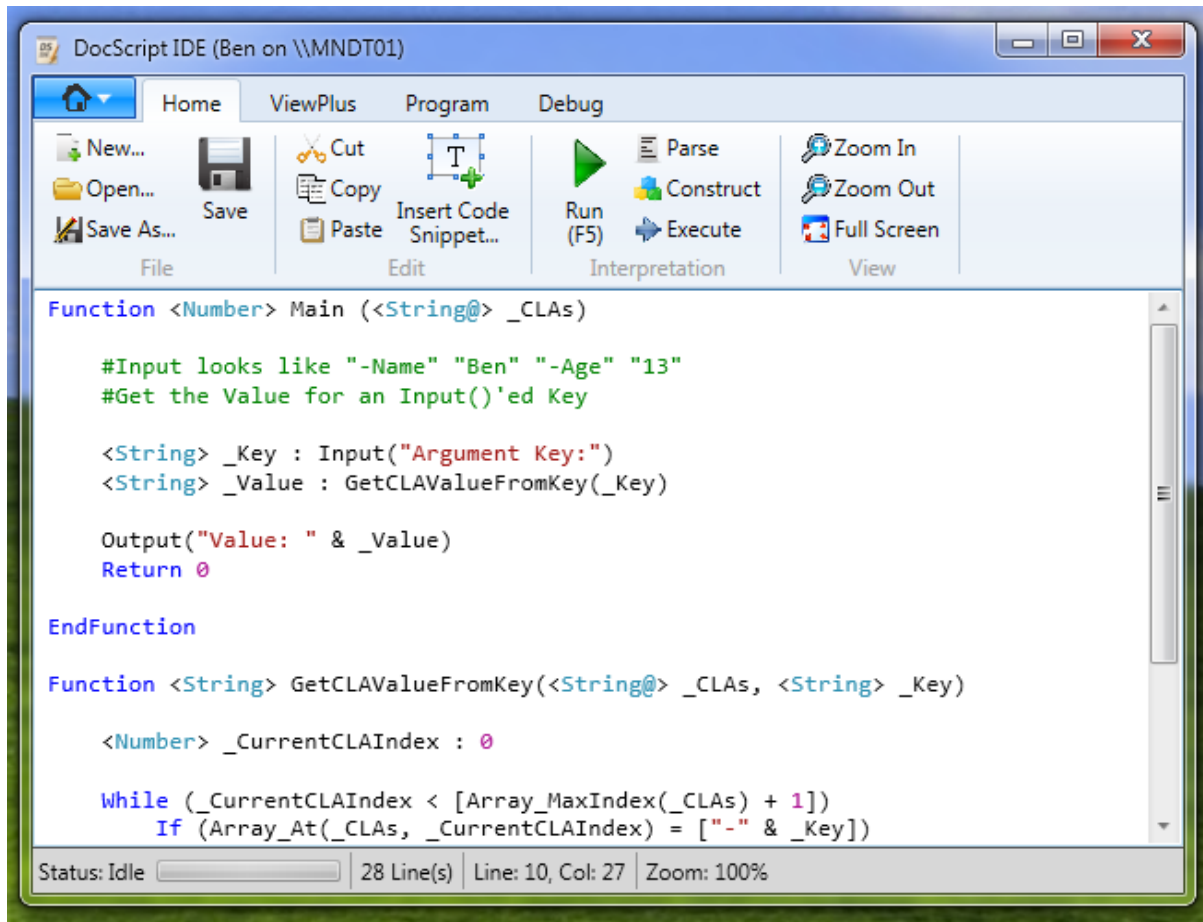 DocScript IDE (Ben on \\MNDT01)
Home ViewPlus Program Debug
New...
Open...
Save As...
Save
File
Cut
Copy
Paste
Insert Code
Snippet...
Edit
Run
(F5)
Parse
Construct
Execute
Interpretation
Zoom In
Zoom Out
Full Screen
View
Function <Number> Main (<String@> _CLAs)
#Input looks like "-Name" "Ben" "-Age" "13"
#Get the Value for an Input()'ed Key
<String> _Key : Input("Argument Key:")
<String> _Value : GetCLAValueFromKey(_Key)
Output("Value: " & _Value)
Return 0
EndFunction
Function <String> GetCLAValueFromKey(<String@> _CLAs, <String> _Key)
<Number> _CurrentCLAIndex : 0
While (_CurrentCLAIndex < [Array_MaxIndex(_CLAs) + 1])
If (Array_At(_CLAs, _CurrentCLAIndex) = ["-" & _Key])
Status: Idle 28 Line(s) Line: 10, Col: 27 Zoom: 100%